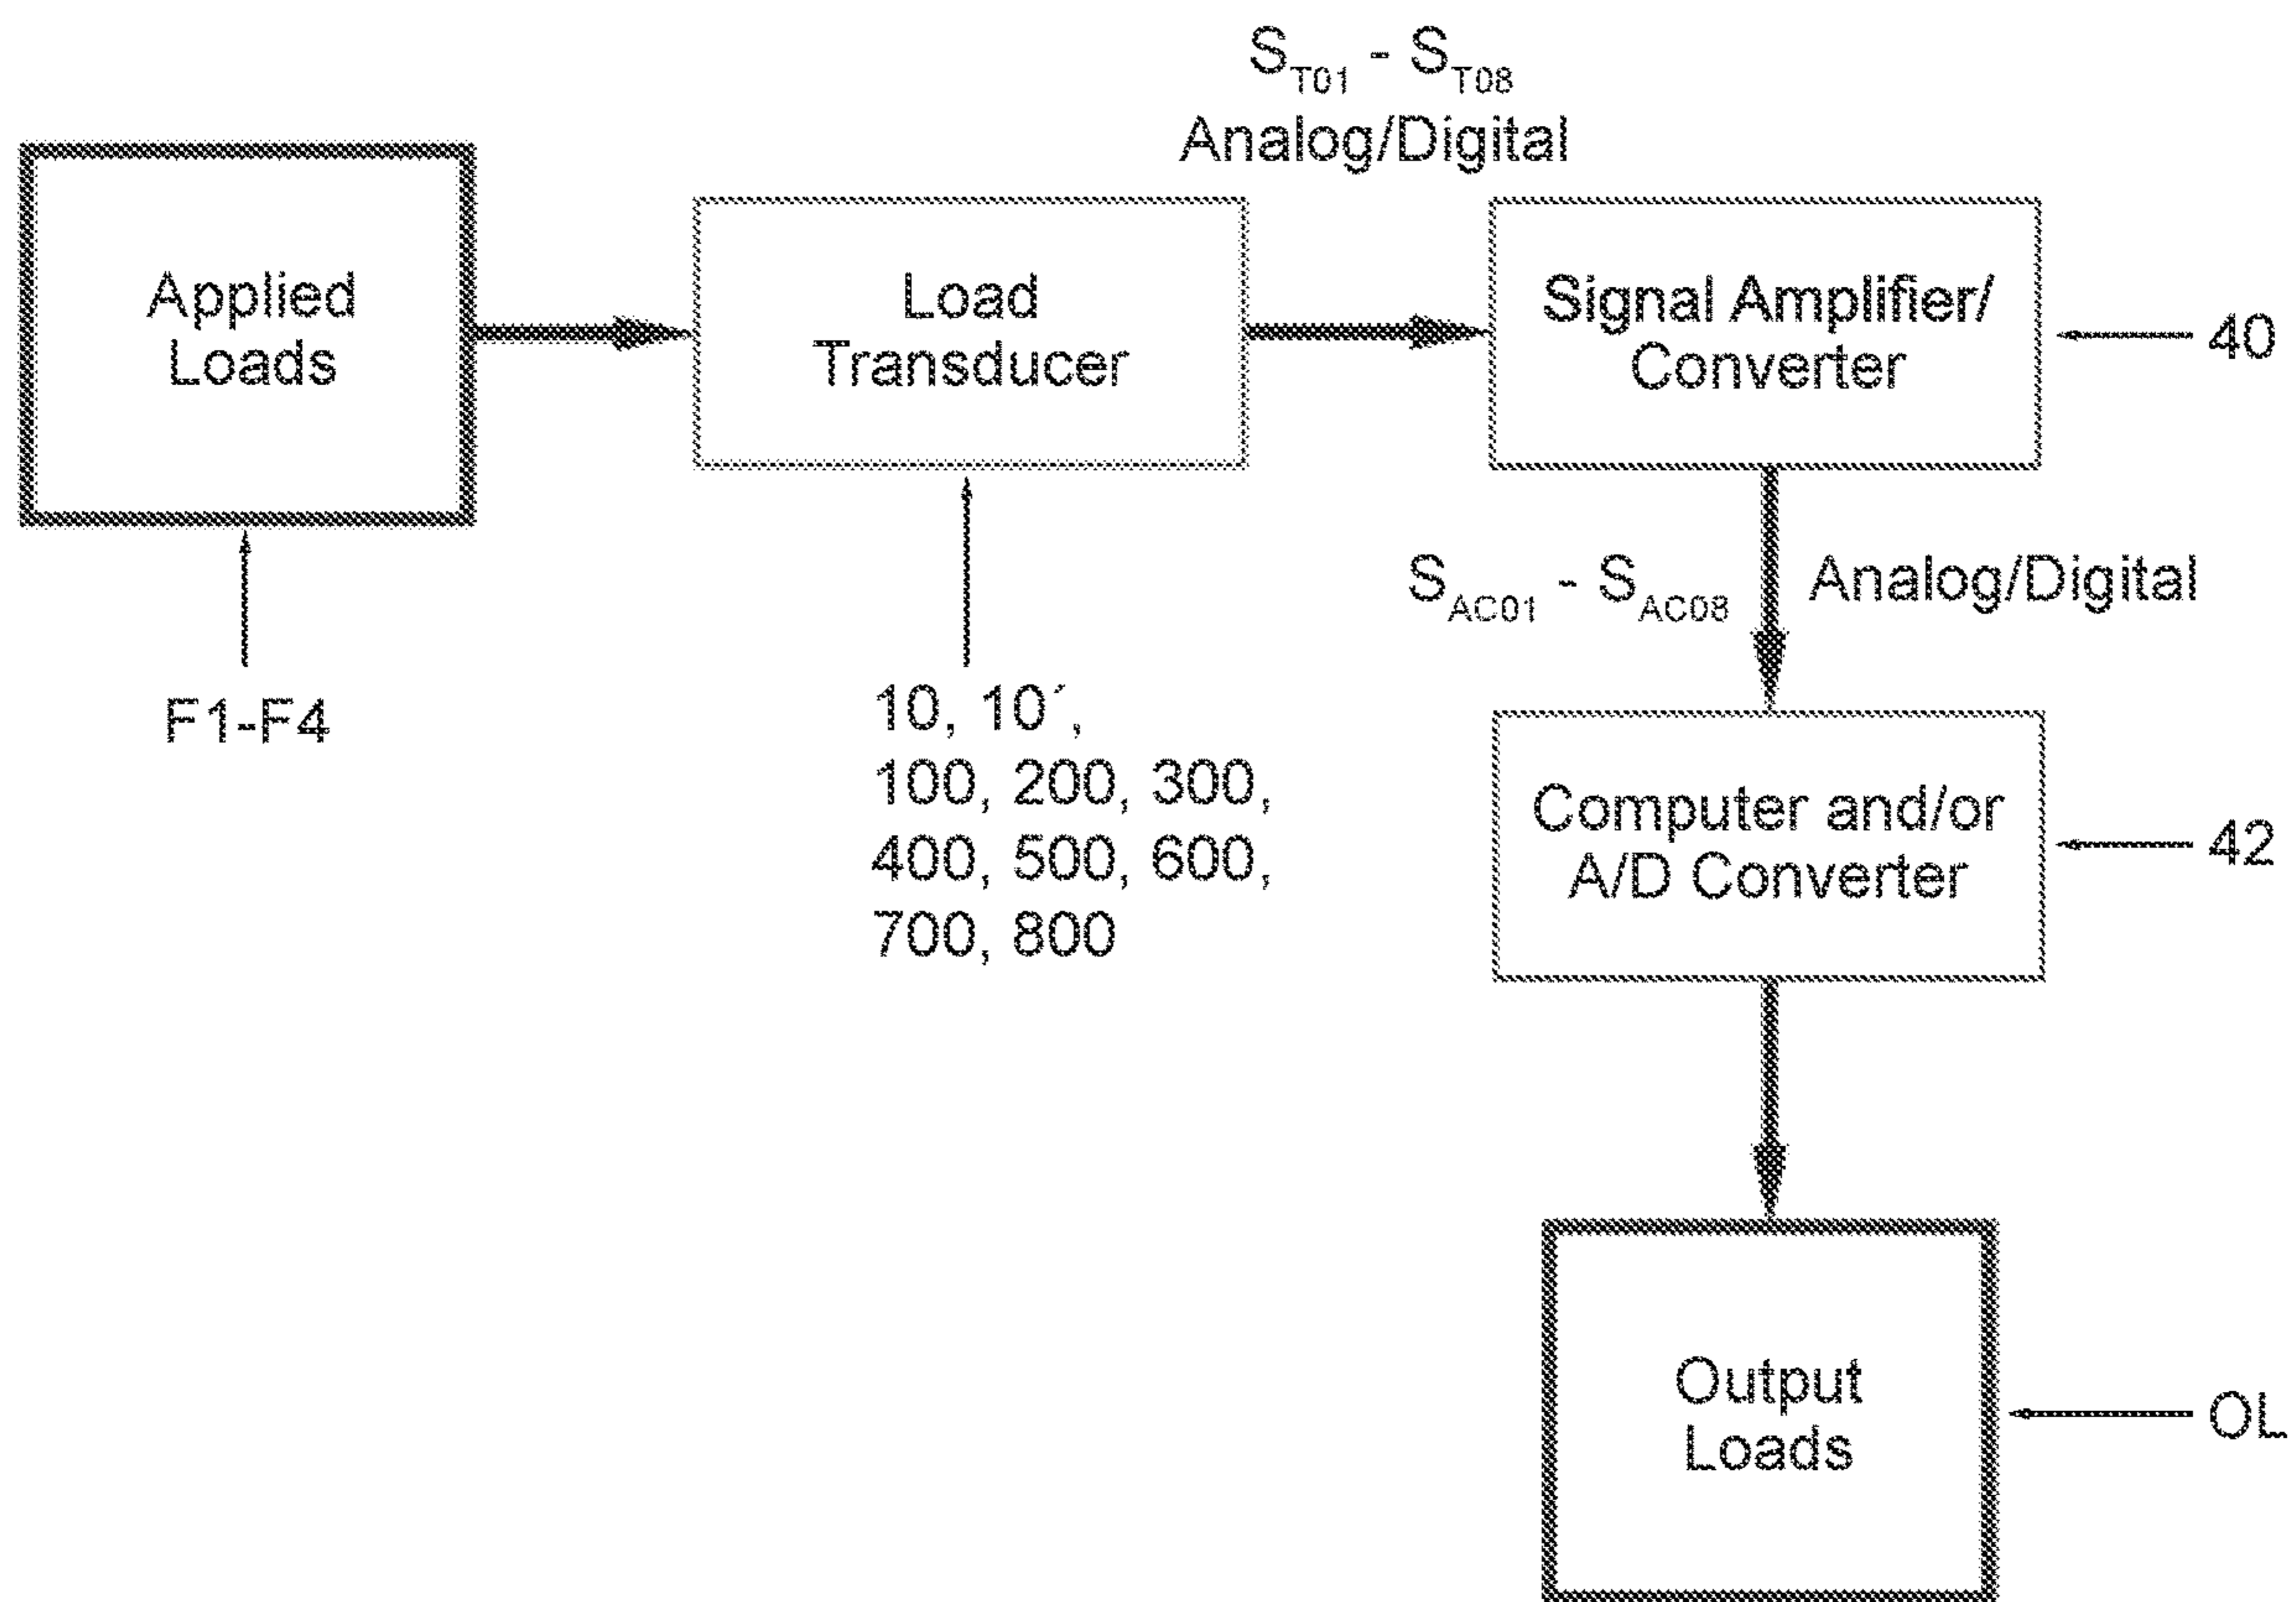 S_T01 - S_T08
Analog/Digital
Applied
Loads
Load
Transducer
Signal Amplifier/
Converter
40
S_AC01 - S_AC08
Analog/Digital
F1-F4
10, 10´,
100, 200, 300,
400, 500, 600,
700, 800
Computer and/or
A/D Converter
42
Output
Loads
OL